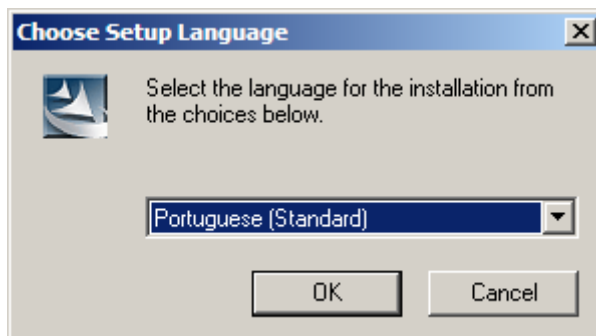 Choose Setup Language
Select the language for the installation from
the choices below.
Portuguese (Standard)
OK
Cancel